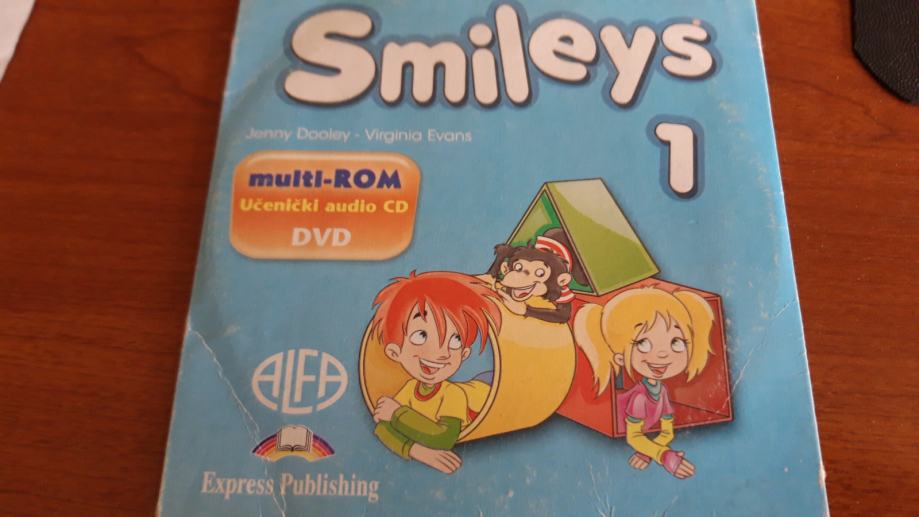 Smileys
1
Jenny Dooley - Virginia Evans
multi-ROM
Učenički audio CD
DVD
ALFA
Express Publishing